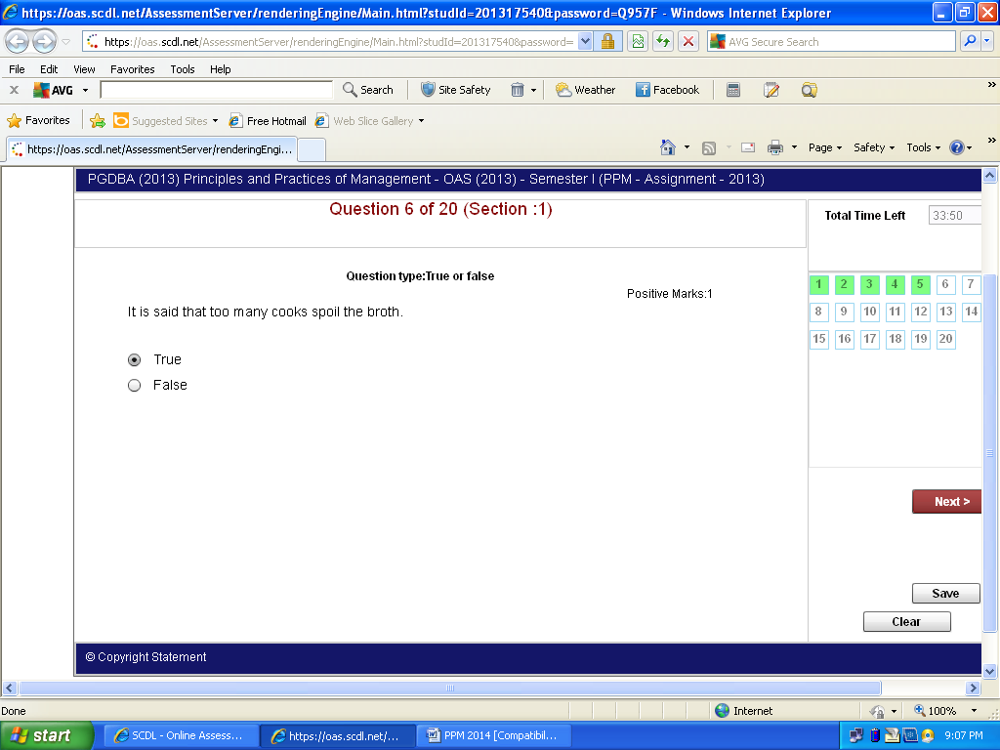 https://oas.scdl.net/AssessmentServer/renderingEngine/Main.html?studId=201317540&password=Q957F - Windows Internet Explorer
https://oas.scdl.net/AssessmentServer/renderingEngine/Main.html?studId=201317540&password= AVG Secure Search
File Edit View Favorites Tools Help
x AVG Search Site Safety Weather Facebook »
Favorites Suggested Sites Free Hotmail Web Slice Gallery
https://oas.scdl.net/AssessmentServer/renderingEngi... Page Safety Tools »
PGDBA (2013) Principles and Practices of Management - OAS (2013) - Semester I (PPM - Assignment - 2013)
Question 6 of 20 (Section :1)
Total Time Left 33:50
Question type:True or false
Positive Marks:1
It is said that too many cooks spoil the broth.
True
False
1 2 3 4 5 6 7
8 9 10 11 12 13 14
15 16 17 18 19 20
Next >
Save
Clear
© Copyright Statement
Done Internet 100%
start SCDL - Online Assess... https://oas.scdl.net/... PPM 2014 [Compatibil... 9:07 PM